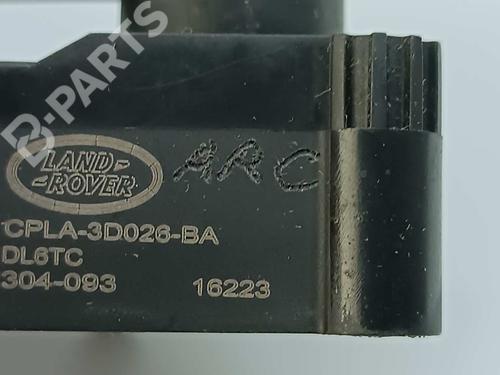 B-PARTS
LAND-
-ROVER
ARC
CPLA-3D026-BA
DL6TC
304-093 16223